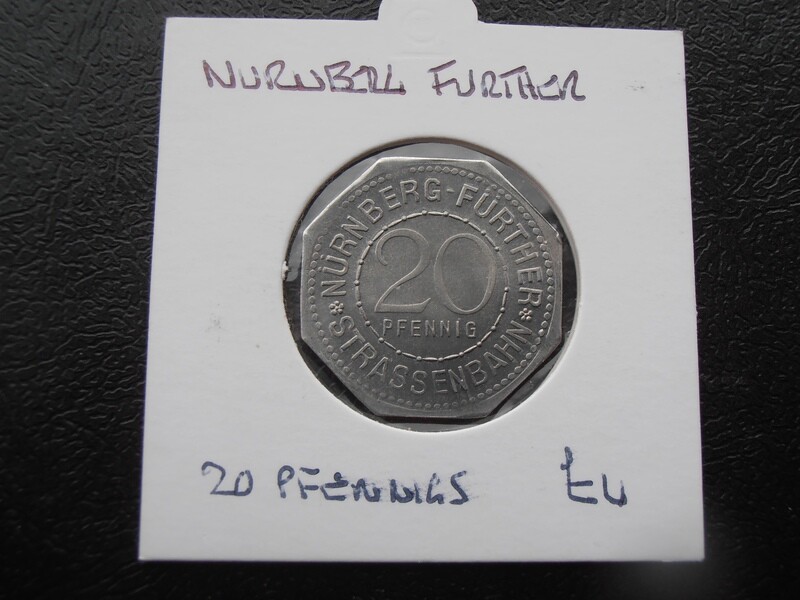 NURNBERG FURTHER
NÜRNBERG-FÜRTHER
20
PFENNIG
STRASSENBAHN
20 PFENNIGS £4